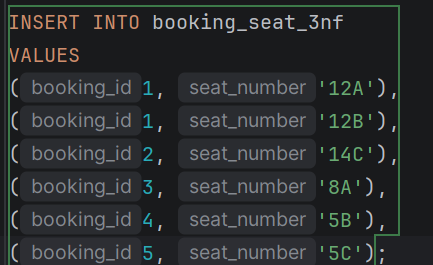 INSERT INTO booking_seat_3nf
VALUES
( booking_id 1, seat_number '12A'),
( booking_id 1, seat_number '12B'),
( booking_id 2, seat_number '14C'),
( booking_id 3, seat_number '8A'),
( booking_id 4, seat_number '5B'),
( booking_id 5, seat_number '5C');